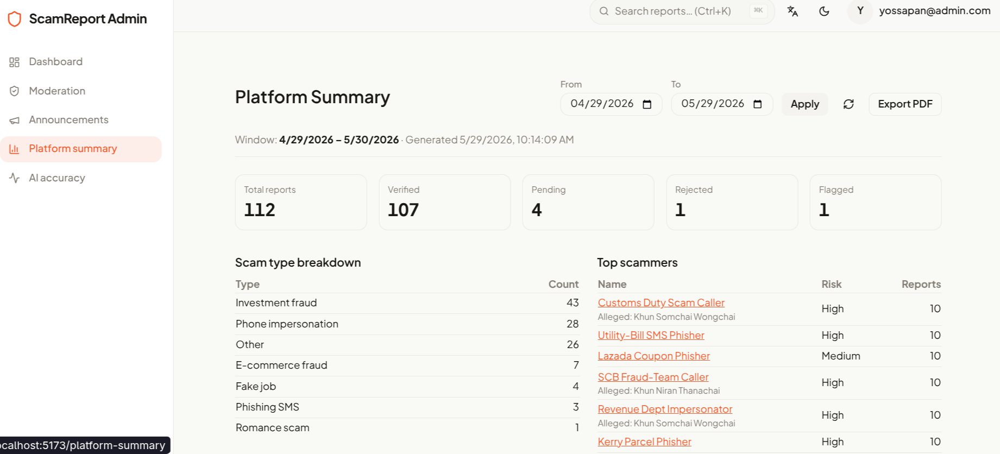 ScamReport Admin
Search reports... (Ctrl+K)
⌘K
Y
yossapan@admin.com
Dashboard
Moderation
Announcements
Platform summary
AI accuracy
Platform Summary
From
04/29/2026
To
05/29/2026
Apply
Export PDF
Window: 4/29/2026 – 5/30/2026 · Generated 5/29/2026, 10:14:09 AM
Total reports
112
Verified
107
Pending
4
Rejected
1
Flagged
1
Scam type breakdown
Type Count
Investment fraud 43
Phone impersonation 28
Other 26
E-commerce fraud 7
Fake job 4
Phishing SMS 3
Romance scam 1
Top scammers
Name Risk Reports
Customs Duty Scam Caller High 10
Alleged: Khun Somchai Wongchai
Utility-Bill SMS Phisher High 10
Lazada Coupon Phisher Medium 10
SCB Fraud-Team Caller High 10
Alleged: Khun Niran Thanachai
Revenue Dept Impersonator High 10
Alleged: Khun Somchai Wongchai
Kerry Parcel Phisher High 10
ocalhost:5173/platform-summary